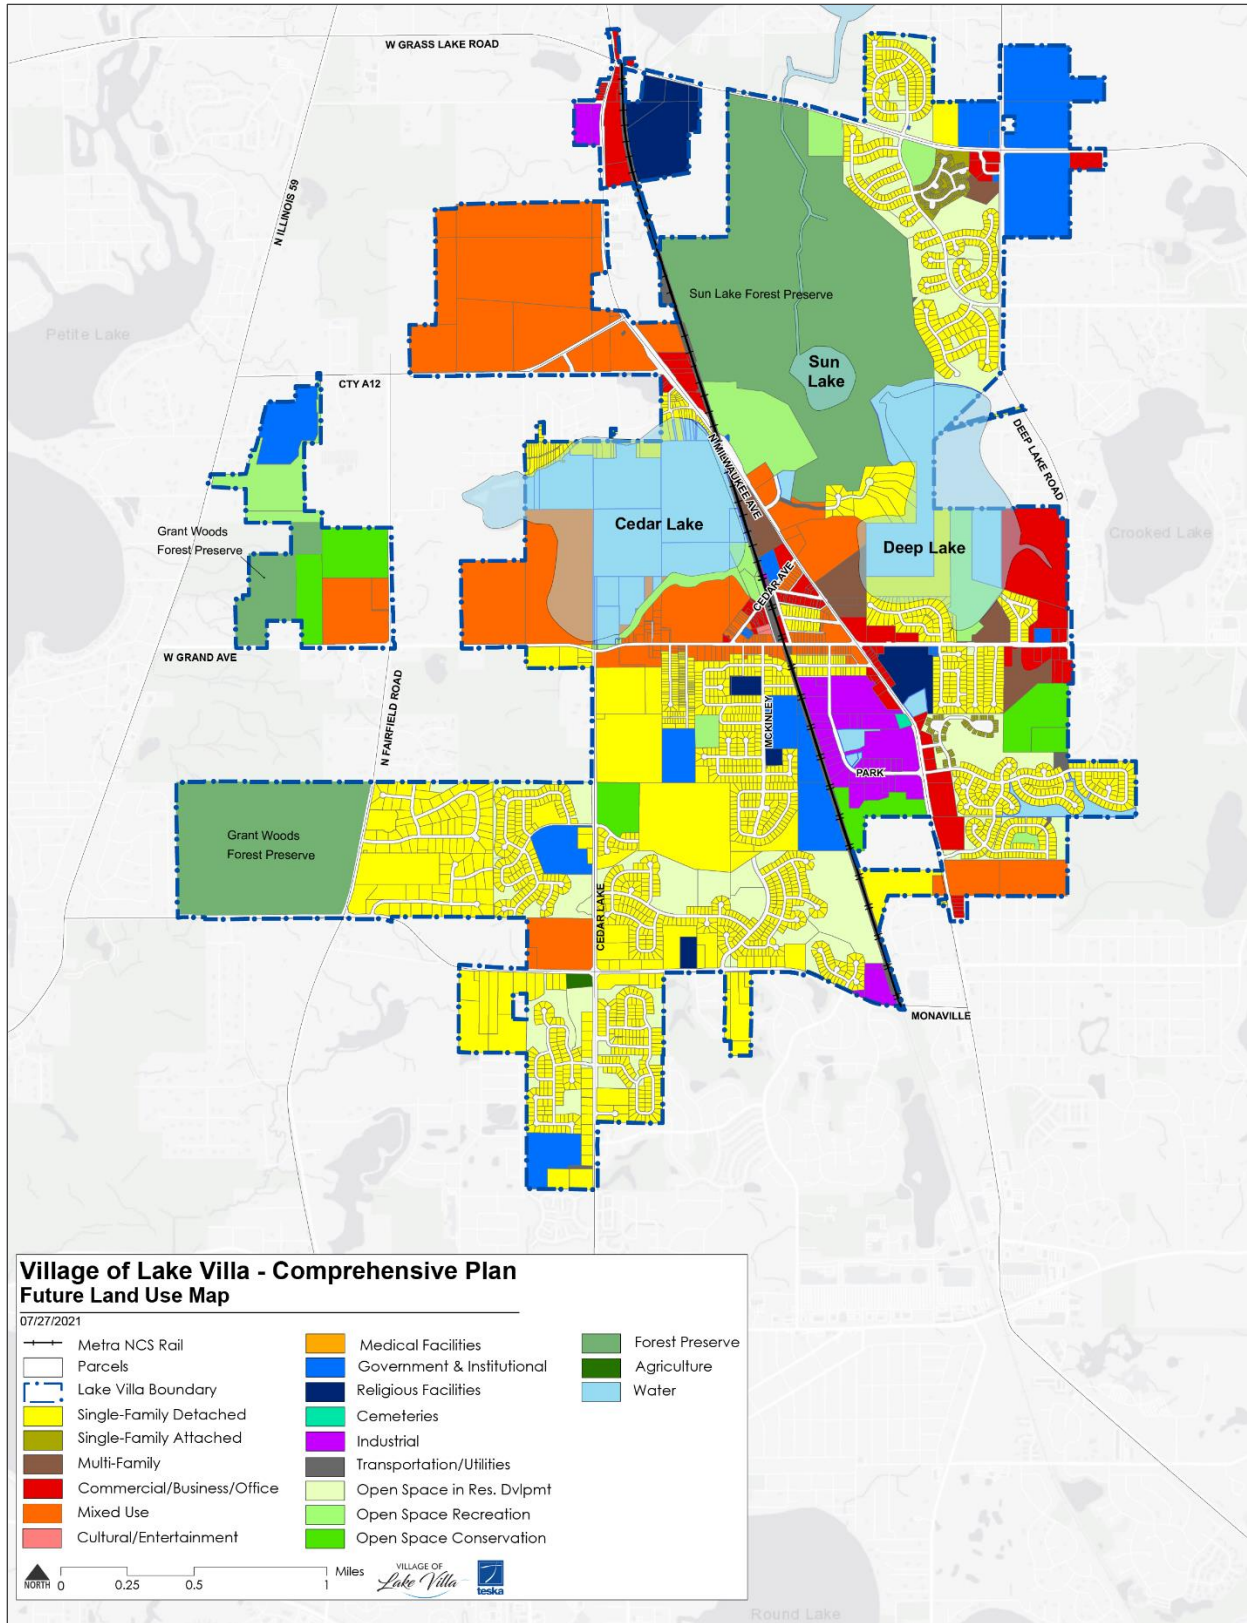 W GRASS LAKE ROAD
N ILLINOIS 59
Petite Lake
Sun Lake Forest Preserve
Sun
Lake
CTY A12
N MILWAUKEE AVE
DEEP LAKE ROAD
Grant Woods
Forest Preserve
Cedar Lake
Deep Lake
Crooked Lake
CEDAR AVE
W GRAND AVE
N FAIRFIELD ROAD
MCKINLEY
PARK
Grant Woods
Forest Preserve
CEDAR LAKE
MONAVILLE
Village of Lake Villa - Comprehensive Plan
Future Land Use Map
07/27/2021
Metra NCS Rail
Parcels
Lake Villa Boundary
Single-Family Detached
Single-Family Attached
Multi-Family
Commercial/Business/Office
Mixed Use
Cultural/Entertainment
Medical Facilities
Government & Institutional
Religious Facilities
Cemeteries
Industrial
Transportation/Utilities
Open Space in Res. Dvlpmt
Open Space Recreation
Open Space Conservation
Forest Preserve
Agriculture
Water
NORTH
0 0.25 0.5 1 Miles
VILLAGE OF
Lake Villa
teska
Round Lake